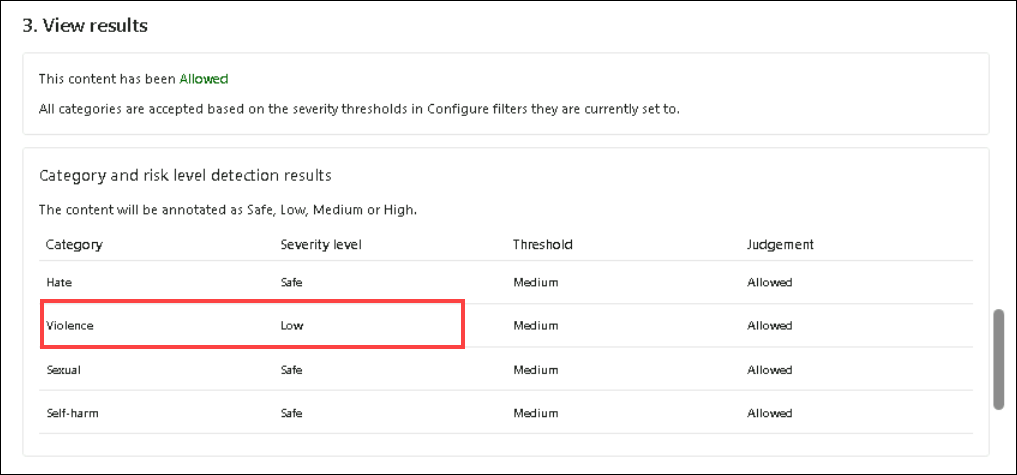 3. View results
This content has been Allowed
All categories are accepted based on the severity thresholds in Configure filters they are currently set to.
Category and risk level detection results
The content will be annotated as Safe, Low, Medium or High.
Category Severity level Threshold Judgement
Hate Safe Medium Allowed
Violence Low Medium Allowed
Sexual Safe Medium Allowed
Self-harm Safe Medium Allowed